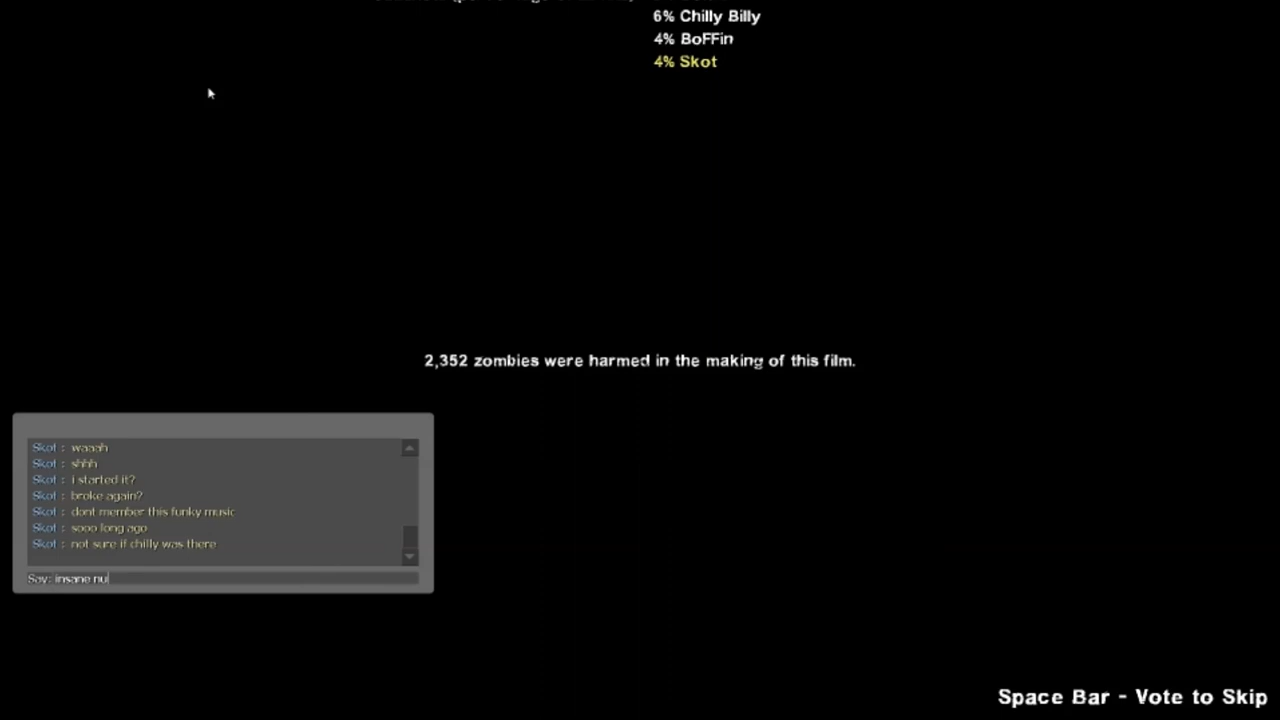 6% Chilly Billy
4% BoFFin
4% Skot
2,352 zombies were harmed in the making of this film.
Skot : waaah
Skot : shhh
Skot : i started it?
Skot : broke again?
Skot : dont member this funky music
Skot : sooo long ago
Skot : not sure if chilly was there
Say: insane nu
Space Bar - Vote to Skip